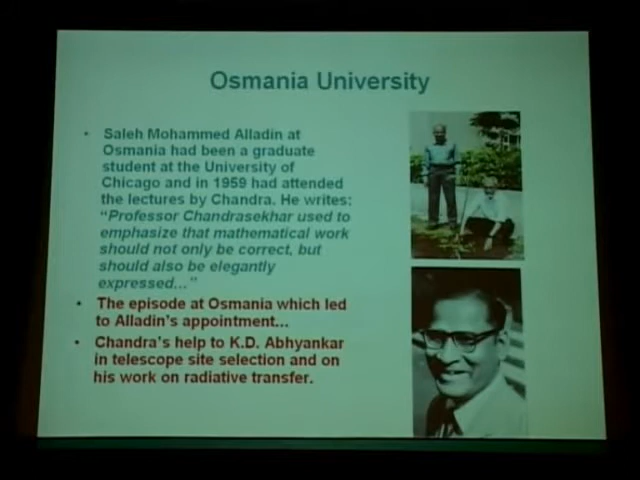 Osmania University
• Saleh Mohammed Alladin at
Osmania had been a graduate
student at the University of
Chicago and in 1959 had attended
the lectures by Chandra. He writes:
“Professor Chandrasekhar used to
emphasize that mathematical work
should not only be correct, but
should also be elegantly
expressed...”
• The episode at Osmania which led
to Alladin's appointment...
• Chandra's help to K.D. Abhyankar
in telescope site selection and on
his work on radiative transfer.